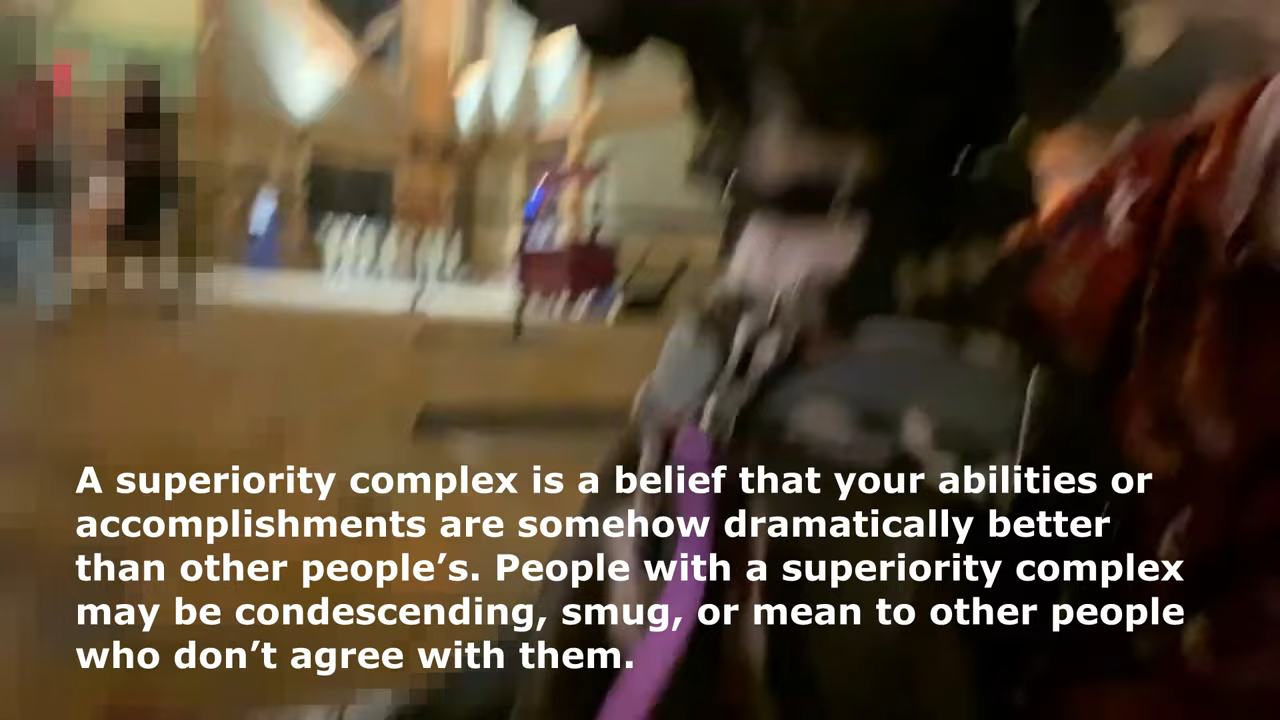 A superiority complex is a belief that your abilities or
accomplishments are somehow dramatically better
than other people’s. People with a superiority complex
may be condescending, smug, or mean to other people
who don’t agree with them.